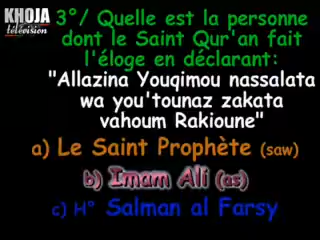 KHOJA
télévision
3°/ Quelle est la personne
dont le Saint Qur'an fait
l'éloge en déclarant:
"Allazina Youqimou nassalata
wa you'tounaz zakata
vahoum Rakioune"
a) Le Saint Prophète (saw)
b) Imam Ali (as)
c) H° Salman al Farsy